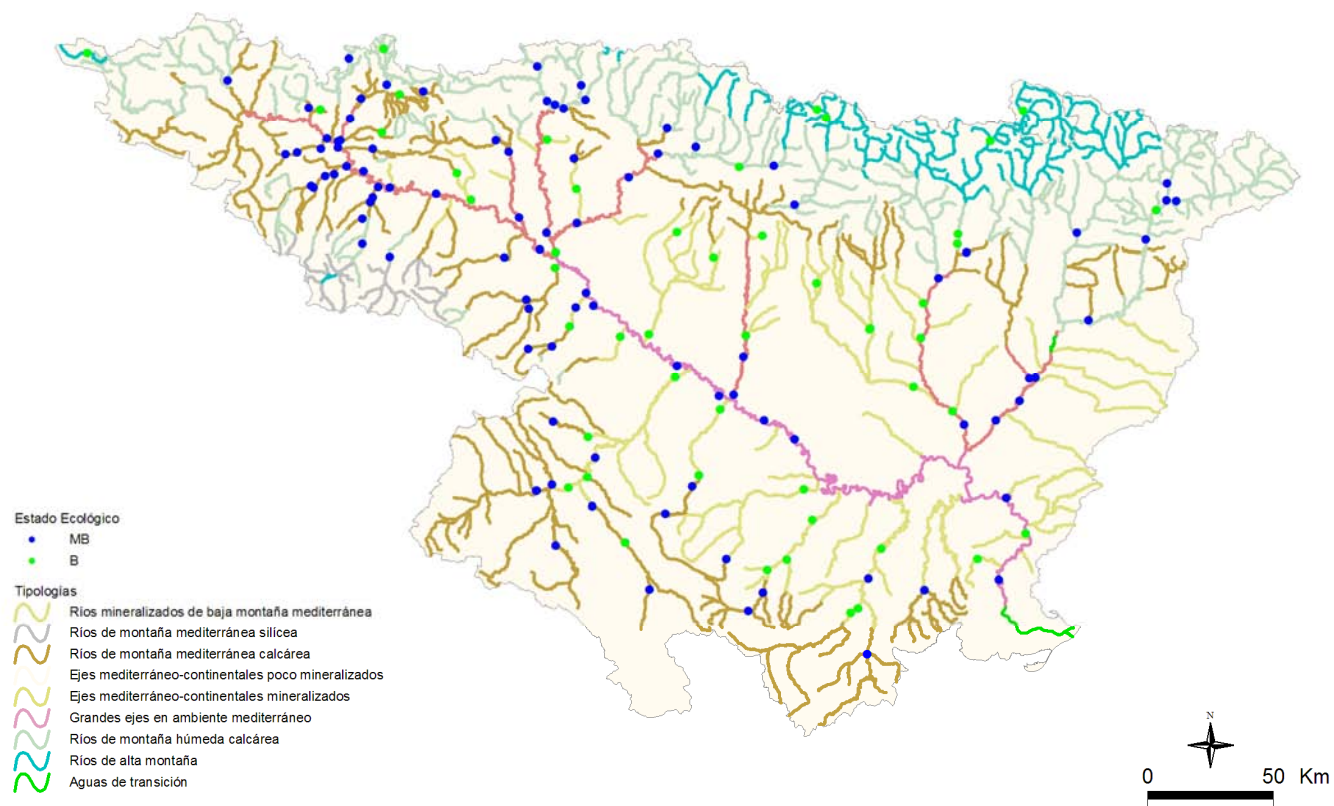 Estado Ecológico
MB
B
Tipologías
Ríos mineralizados de baja montaña mediterránea
Ríos de montaña mediterránea silícea
Ríos de montaña mediterránea calcárea
Ejes mediterráneo-continentales poco mineralizados
Ejes mediterráneo-continentales mineralizados
Grandes ejes en ambiente mediterráneo
Ríos de montaña húmeda calcárea
Ríos de alta montaña
Aguas de transición
N
0 50 Km